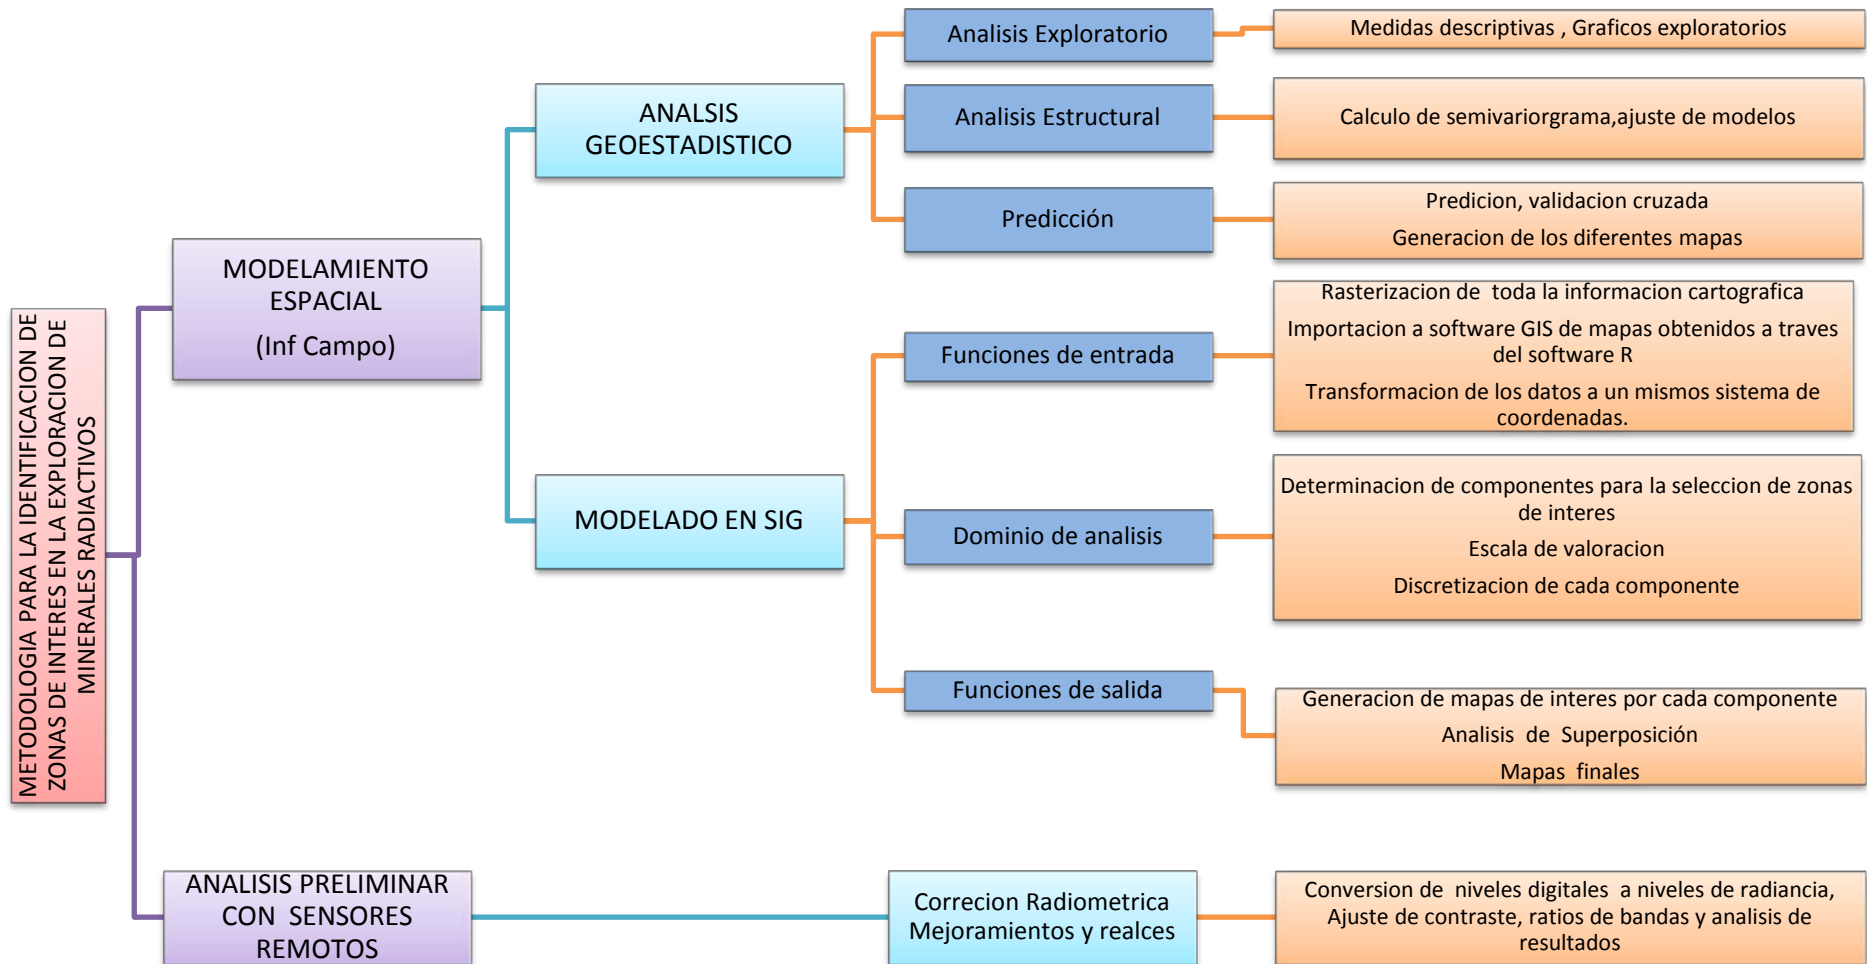 METODOLOGIA PARA LA IDENTIFICACION DE
ZONAS DE INTERES EN LA EXPLORACION DE
MINERALES RADIACTIVOS
MODELAMIENTO
ESPACIAL
(Inf Campo)
ANALSIS
GEOESTADISTICO
Analisis Exploratorio
Medidas descriptivas , Graficos exploratorios
Analisis Estructural
Calculo de semivariorgrama,ajuste de modelos
Predicción
Predicion, validacion cruzada
Generacion de los diferentes mapas
MODELADO EN SIG
Funciones de entrada
Rasterizacion de toda la informacion cartografica
Importacion a software GIS de mapas obtenidos a traves
del software R
Transformacion de los datos a un mismos sistema de
coordenadas.
Dominio de analisis
Determinacion de componentes para la seleccion de zonas
de interes
Escala de valoracion
Discretizacion de cada componente
Funciones de salida
Generacion de mapas de interes por cada componente
Analisis de Superposición
Mapas finales
ANALISIS PRELIMINAR
CON SENSORES
REMOTOS
Correcion Radiometrica
Mejoramientos y realces
Conversion de niveles digitales a niveles de radiancia,
Ajuste de contraste, ratios de bandas y analisis de
resultados